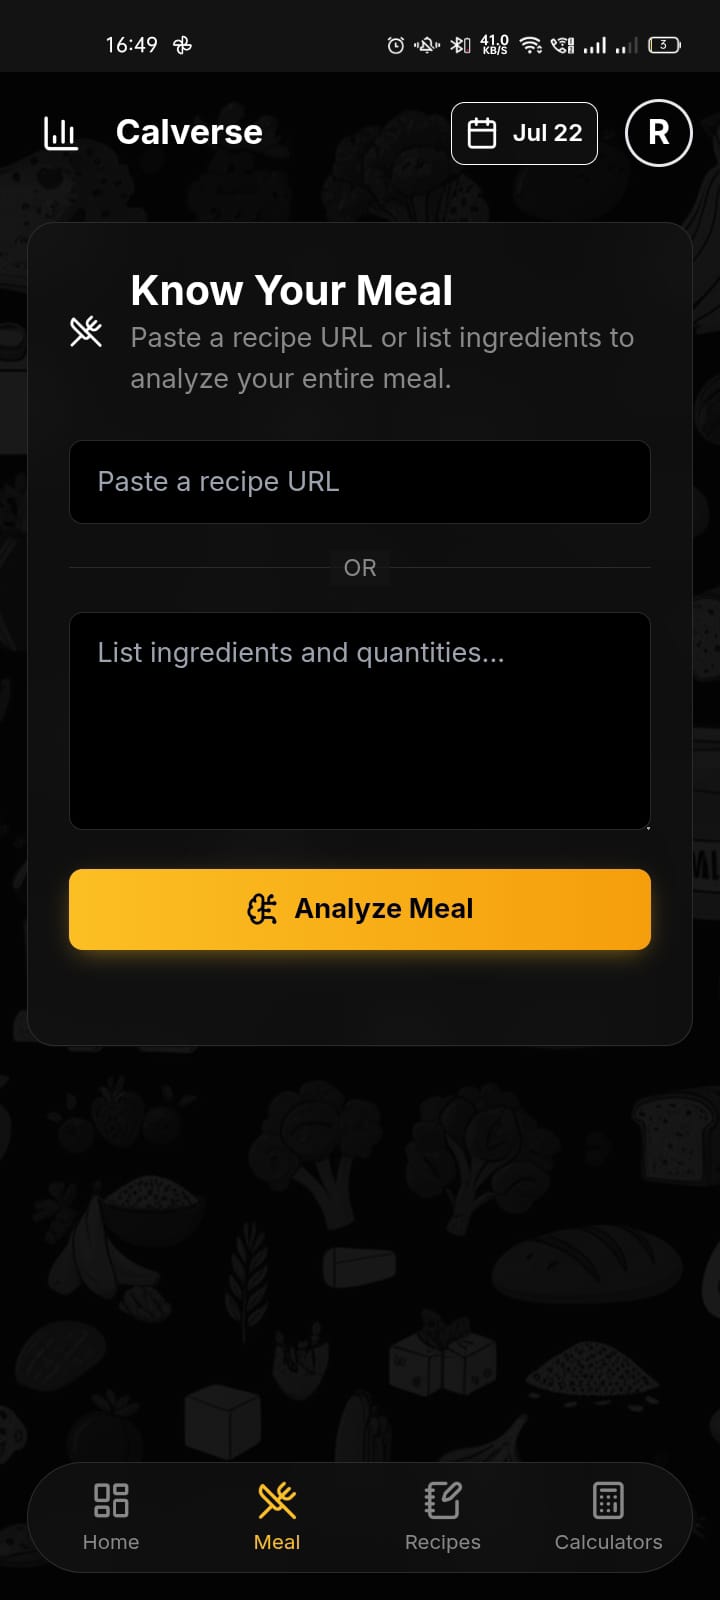 16:49
41.0
KB/S
3
Calverse
Jul 22
R
Know Your Meal
Paste a recipe URL or list ingredients to
analyze your entire meal.
Paste a recipe URL
OR
List ingredients and quantities...
Analyze Meal
Home
Meal
Recipes
Calculators